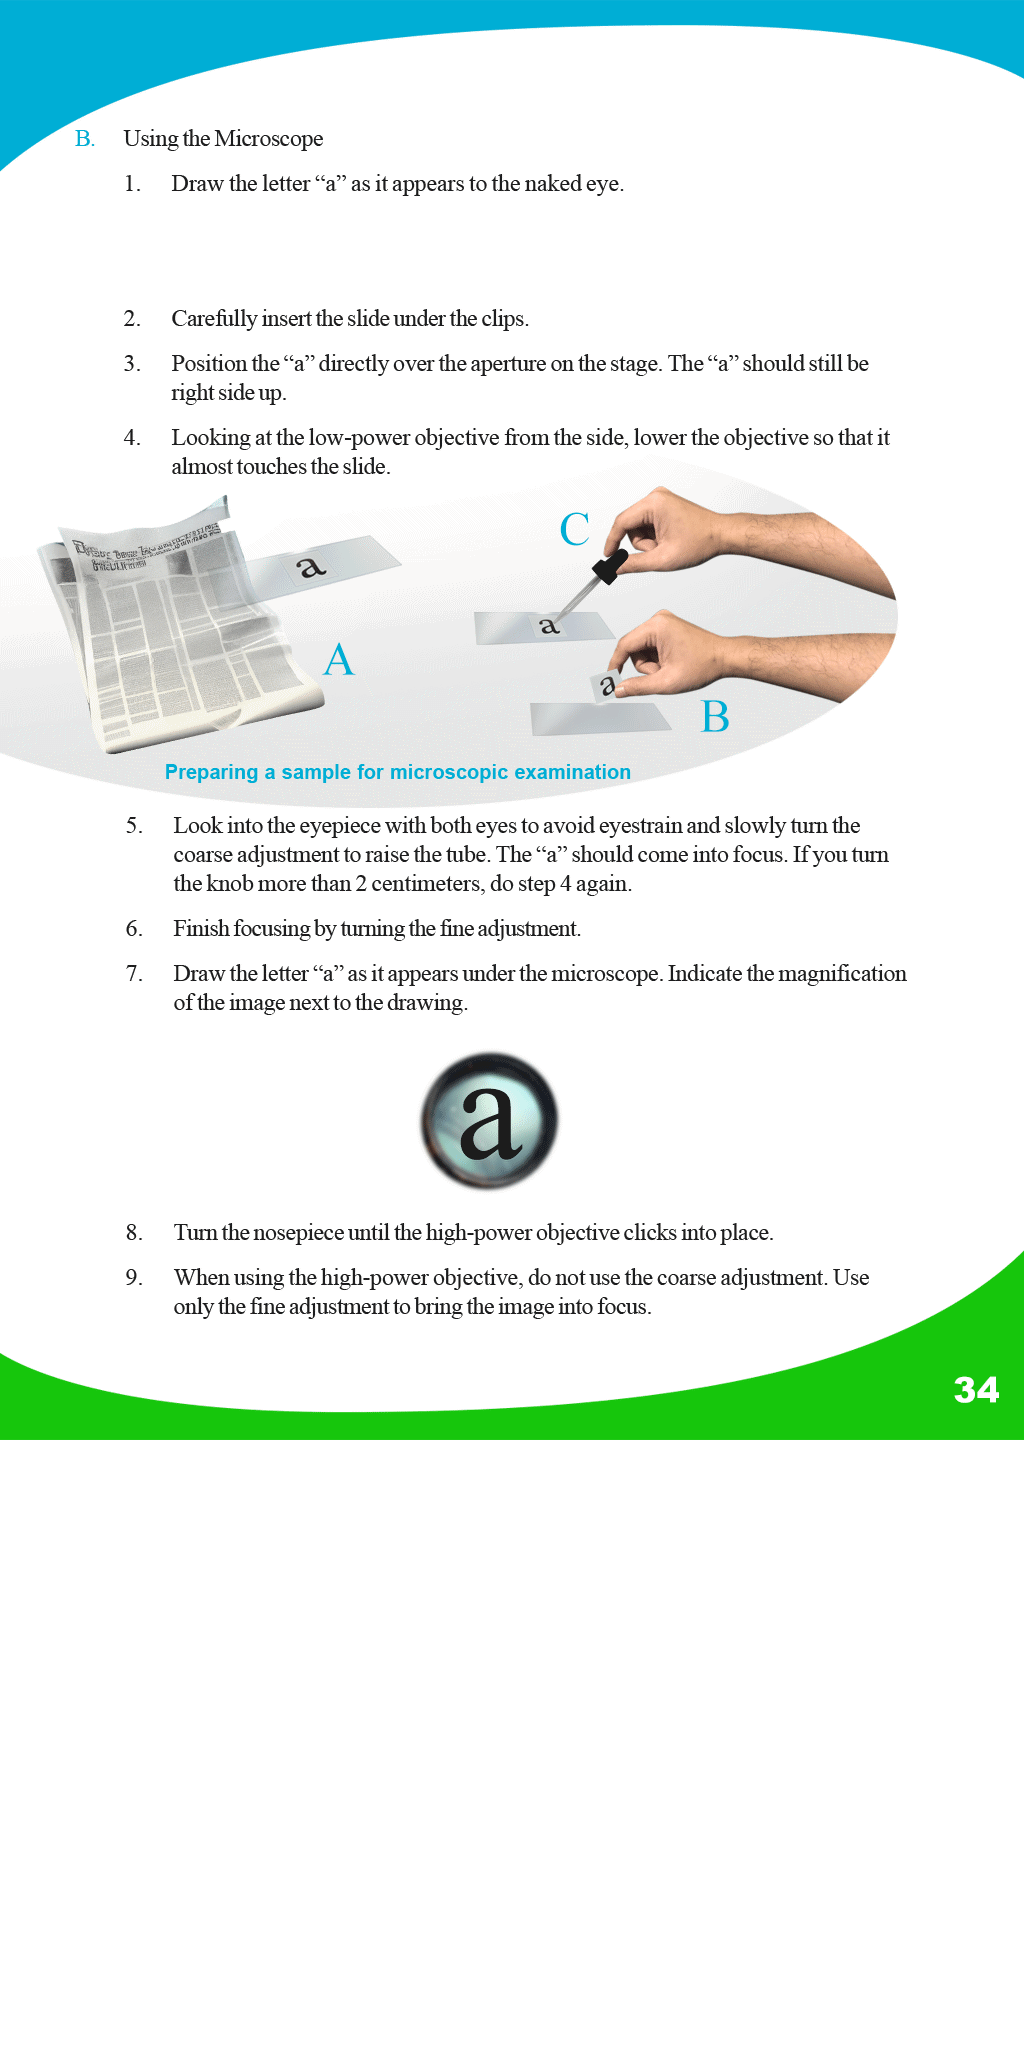 B. Using the Microscope
1. Draw the letter “a” as it appears to the naked eye.
2. Carefully insert the slide under the clips.
3. Position the “a” directly over the aperture on the stage. The “a” should still be
right side up.
4. Looking at the low-power objective from the side, lower the objective so that it
almost touches the slide.
C
a
a
A
a
B
Preparing a sample for microscopic examination
5. Look into the eyepiece with both eyes to avoid eyestrain and slowly turn the
coarse adjustment to raise the tube. The “a” should come into focus. If you turn
the knob more than 2 centimeters, do step 4 again.
6. Finish focusing by turning the fine adjustment.
7. Draw the letter “a” as it appears under the microscope. Indicate the magnification
of the image next to the drawing.
a
8. Turn the nosepiece until the high-power objective clicks into place.
9. When using the high-power objective, do not use the coarse adjustment. Use
only the fine adjustment to bring the image into focus.
34